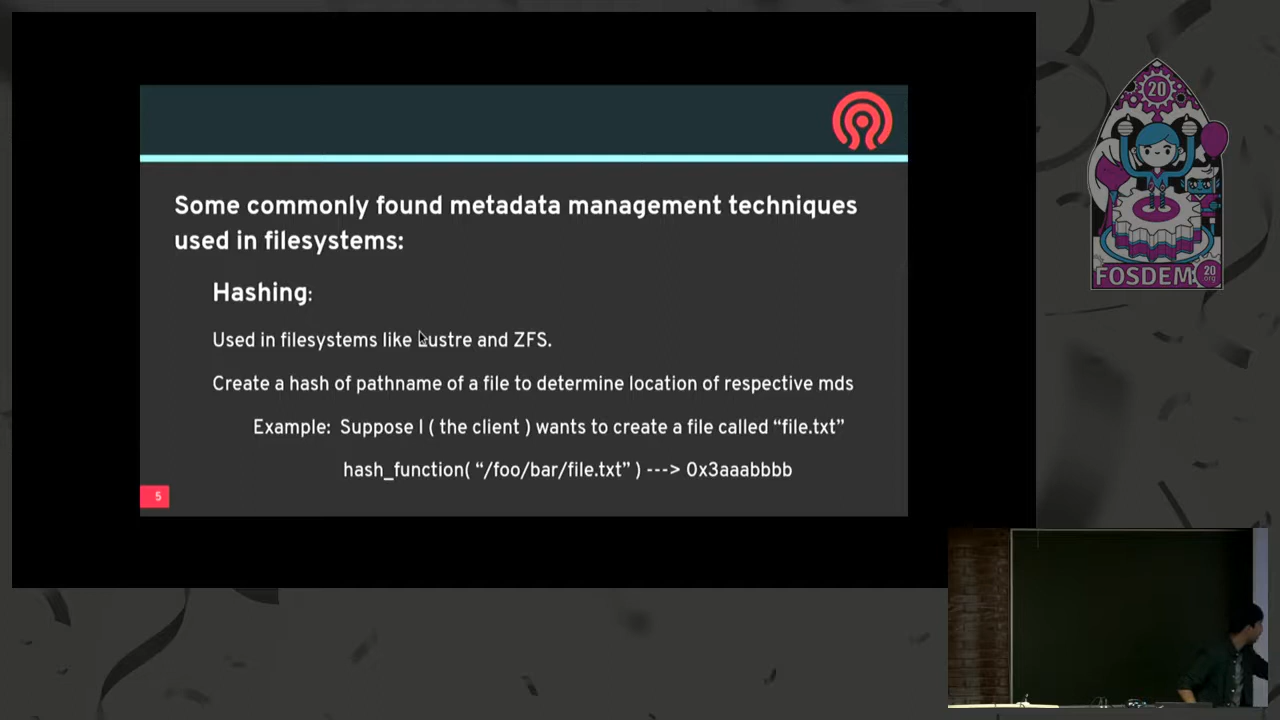 Some commonly found metadata management techniques
used in filesystems:
Hashing:
Used in filesystems like Lustre and ZFS.
Create a hash of pathname of a file to determine location of respective mds
Example: Suppose I ( the client ) wants to create a file called “file.txt”
hash_function( “/foo/bar/file.txt” ) ---> 0x3aaabbbb
5
20
FOSDEM
20
.org